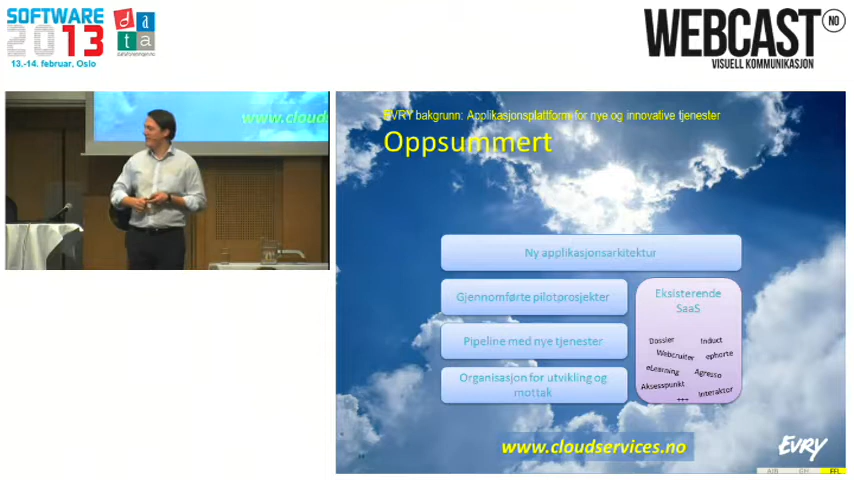 SOFTWARE
2013
13.-14. februar, Oslo
data
WEBCAST NO
VISUELL KOMMUNIKASJON
www.clouds
EVRY bakgrunn: Applikasjonsplattform for nye og innovative tjenester
Oppsummert
Ny applikasjonsarkitektur
Gjennomførte pilotprosjekter
Pipeline med nye tjenester
Organisasjon for utvikling og
mottak
Eksisterende
SaaS
Dossier
Induct
Webcruiter
ephorte
eLearning
Agresso
Aksesspunkt
Interaktor
+++
www.cloudservices.no
EVRY